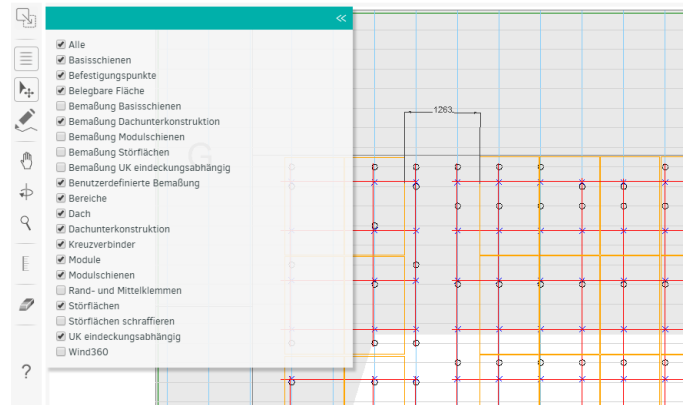 «
Alle
Basisschienen
Befestigungspunkte
Belegbare Fläche
Bemaßung Basisschienen
Bemaßung Dachunterkonstruktion
Bemaßung Modulschienen
Bemaßung Störflächen
Bemaßung UK eindeckungsabhängig
Benutzerdefinierte Bemaßung
Bereiche
Dach
Dachunterkonstruktion
Kreuzverbinder
Module
Modulschienen
Rand- und Mittelklemmen
Störflächen
Störflächen schraffieren
UK eindeckungsabhängig
Wind360
?
G
1263